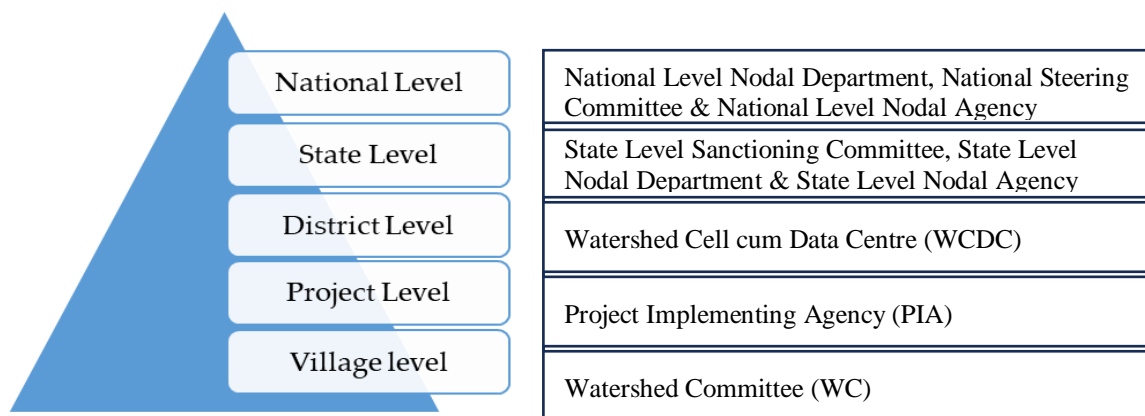 National Level
National Level Nodal Department, National Steering
Committee & National Level Nodal Agency
State Level
State Level Sanctioning Committee, State Level
Nodal Department & State Level Nodal Agency
District Level
Watershed Cell cum Data Centre (WCDC)
Project Level
Project Implementing Agency (PIA)
Village level
Watershed Committee (WC)